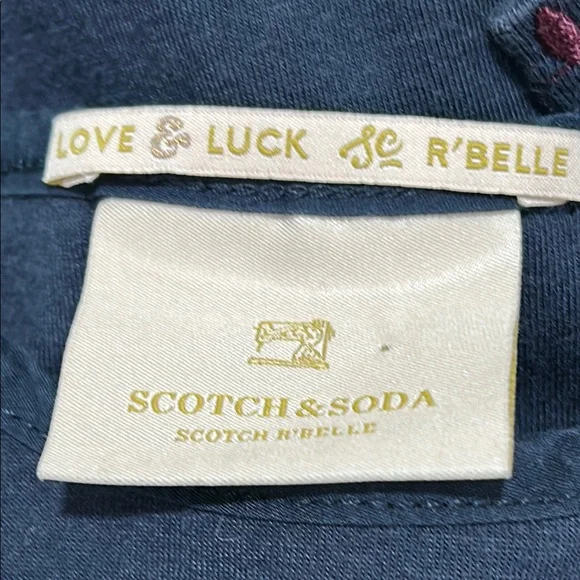 LOVE & LUCK Sc R'BELLE
SCOTCH & SODA
SCOTCH R'BELLE